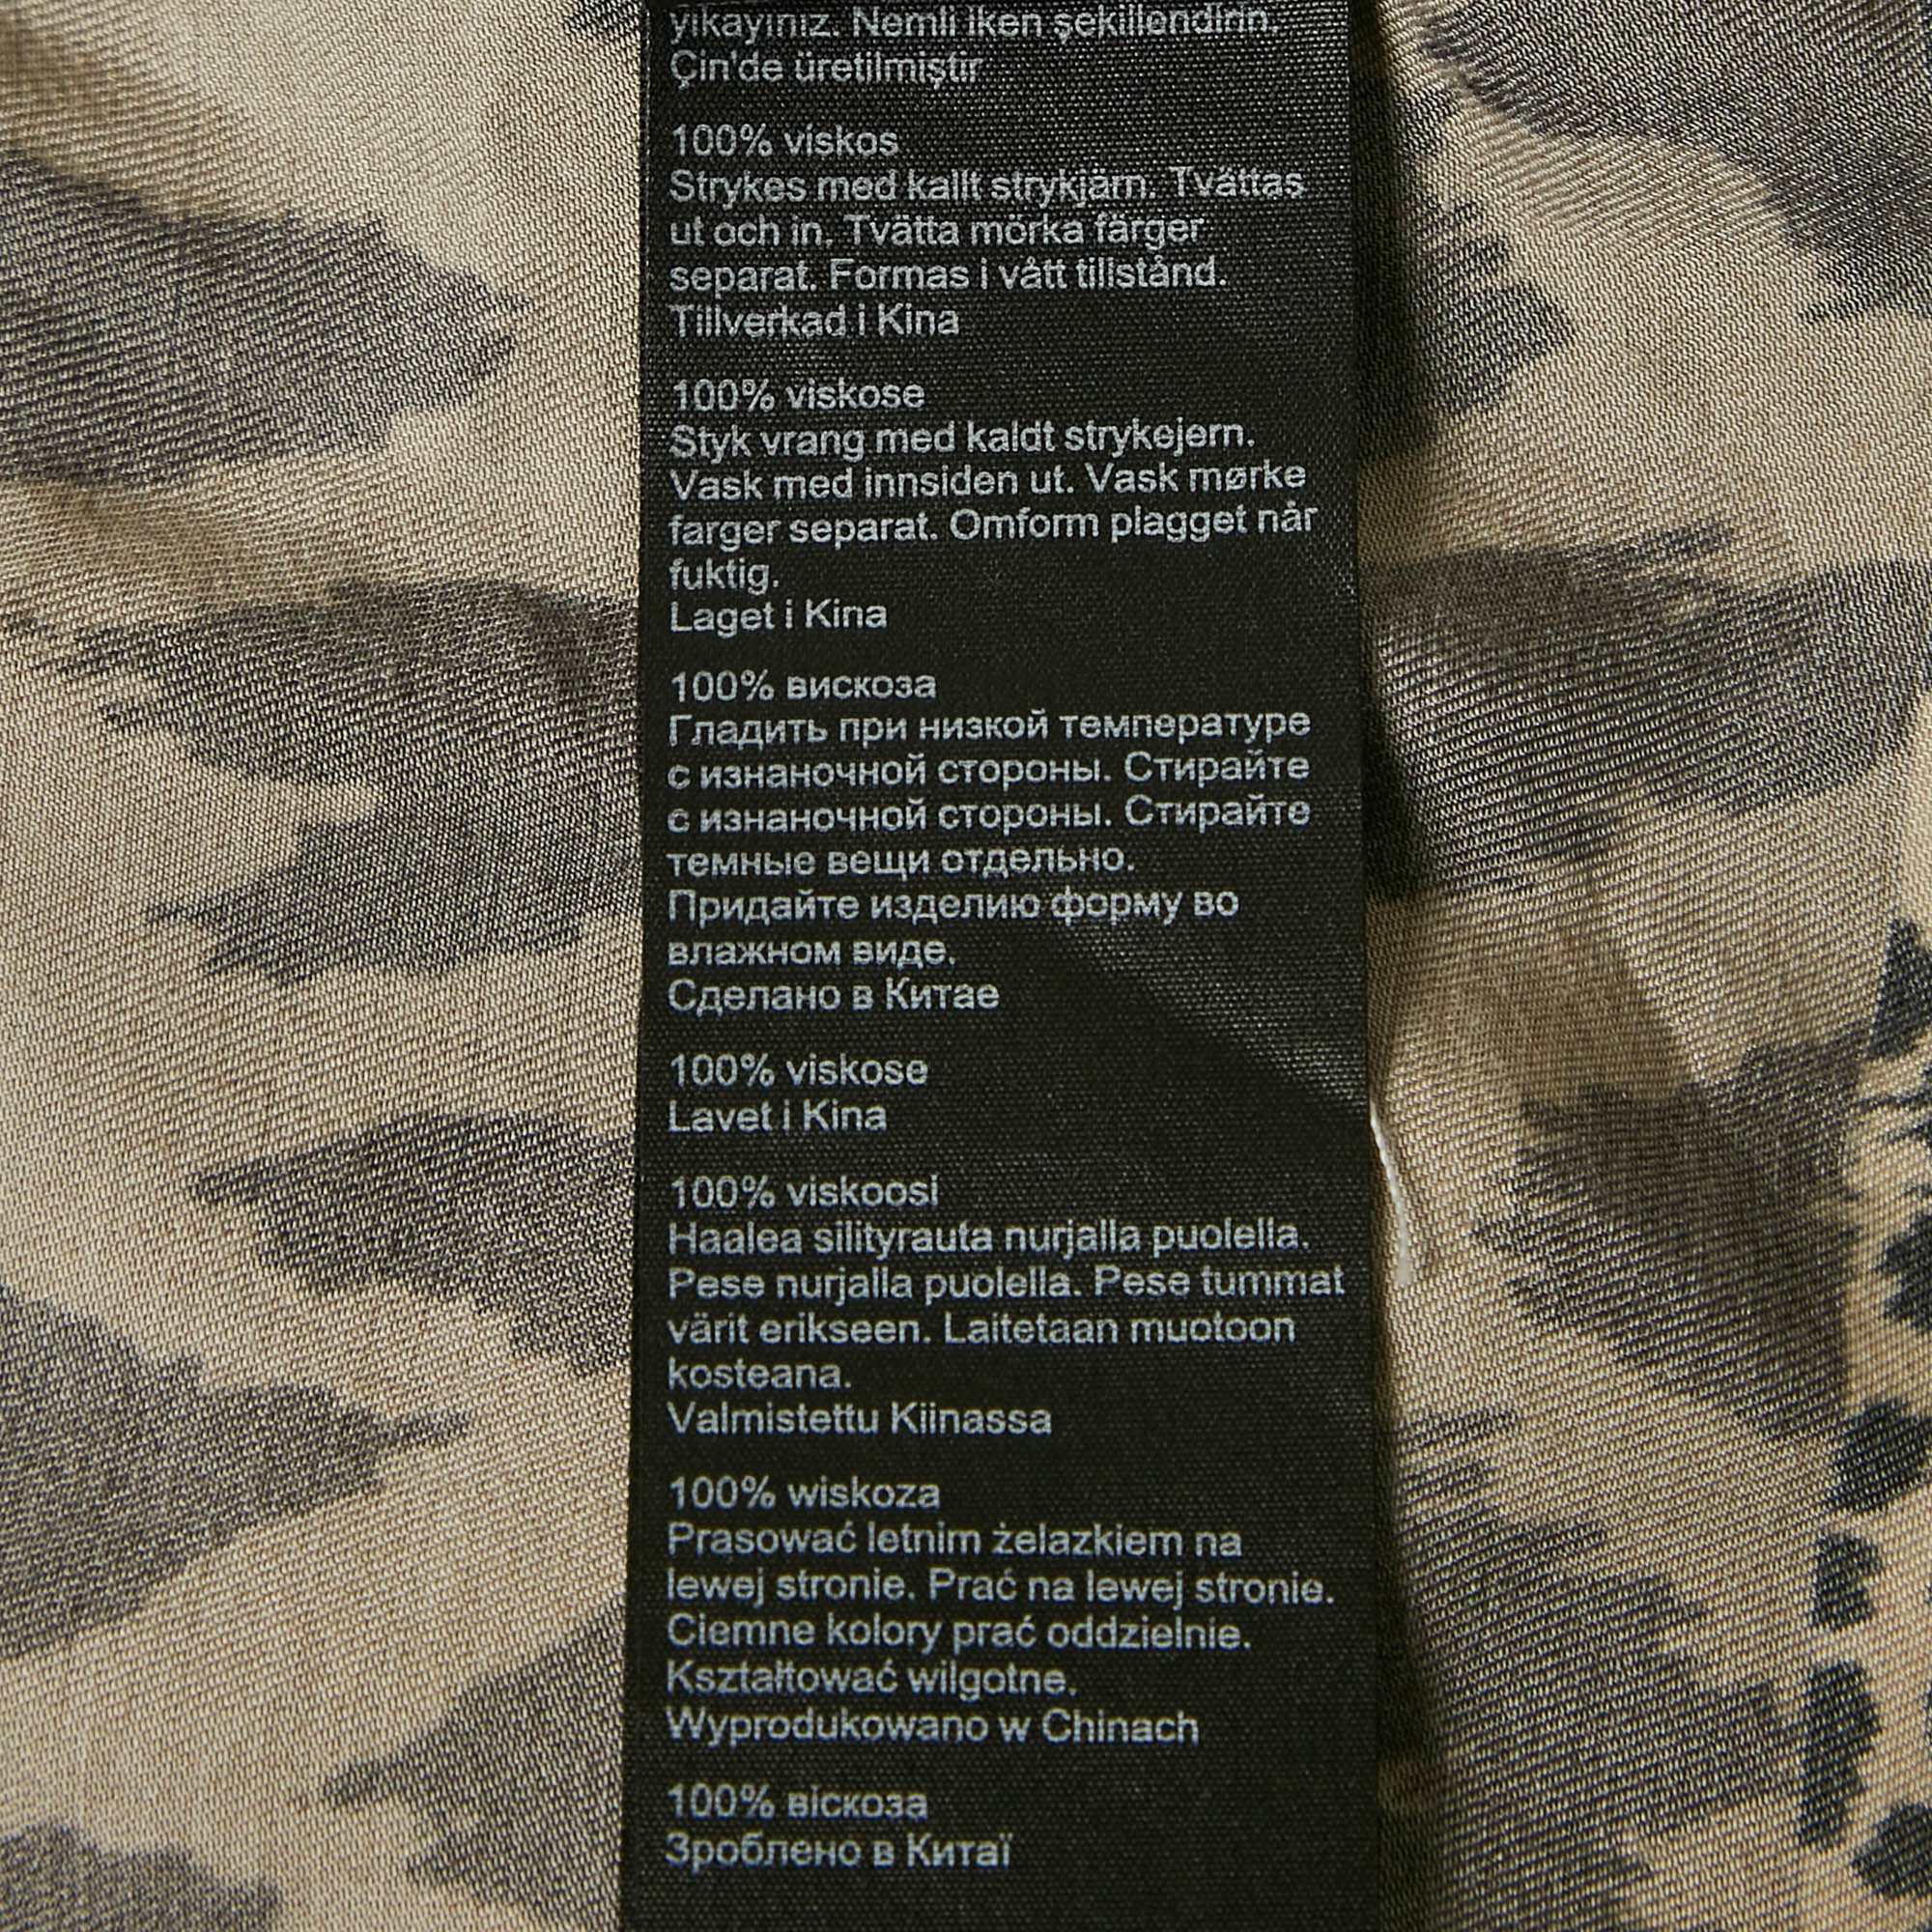 yıkayınız. Nemli iken şekillendirin.
Çin'de üretilmiştir
100% viskos
Strykes med kallt strykjärn. Tvättas
ut och in. Tvätta mörka färger
separat. Formas i vått tillstånd.
Tillverkad i Kina
100% viskose
Styk vrang med kaldt strykejern.
Vask med innsiden ut. Vask mørke
farger separat. Omform plagget når
fuktig.
Laget i Kina
100% вискоза
Гладить при низкой температуре
с изнаночной стороны. Стирайте
с изнаночной стороны. Стирайте
темные вещи отдельно.
Придайте изделию форму во
влажном виде.
Сделано в Китае
100% viskose
Lavet i Kina
100% viskoosi
Haalea silityrauta nurjalla puolella.
Pese nurjalla puolella. Pese tummat
värit erikseen. Laitetaan muotoon
kosteana.
Valmistettu Kiinassa
100% wiskoza
Prasować letnim żelazkiem na
lewej stronie. Prać na lewej stronie.
Ciemne kolory prać oddzielnie.
Kształtować wilgotne.
Wyprodukowano w Chinach
100% віскоза
Зроблено в Китаї